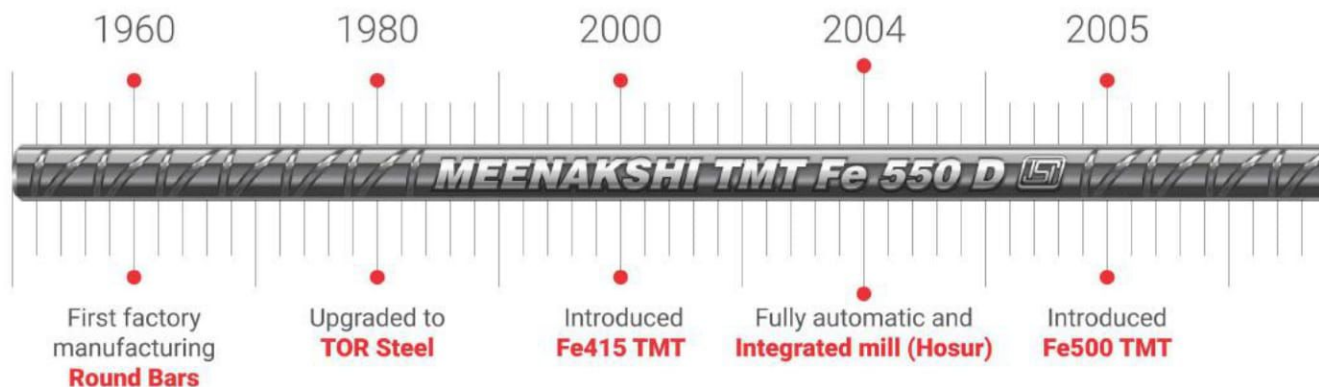 1960
1980
2000
2004
2005
MEENAKSHI TMT Fe 550 D ISI
First factory
manufacturing
Round Bars
Upgraded to
TOR Steel
Introduced
Fe415 TMT
Fully automatic and
Integrated mill (Hosur)
Introduced
Fe500 TMT